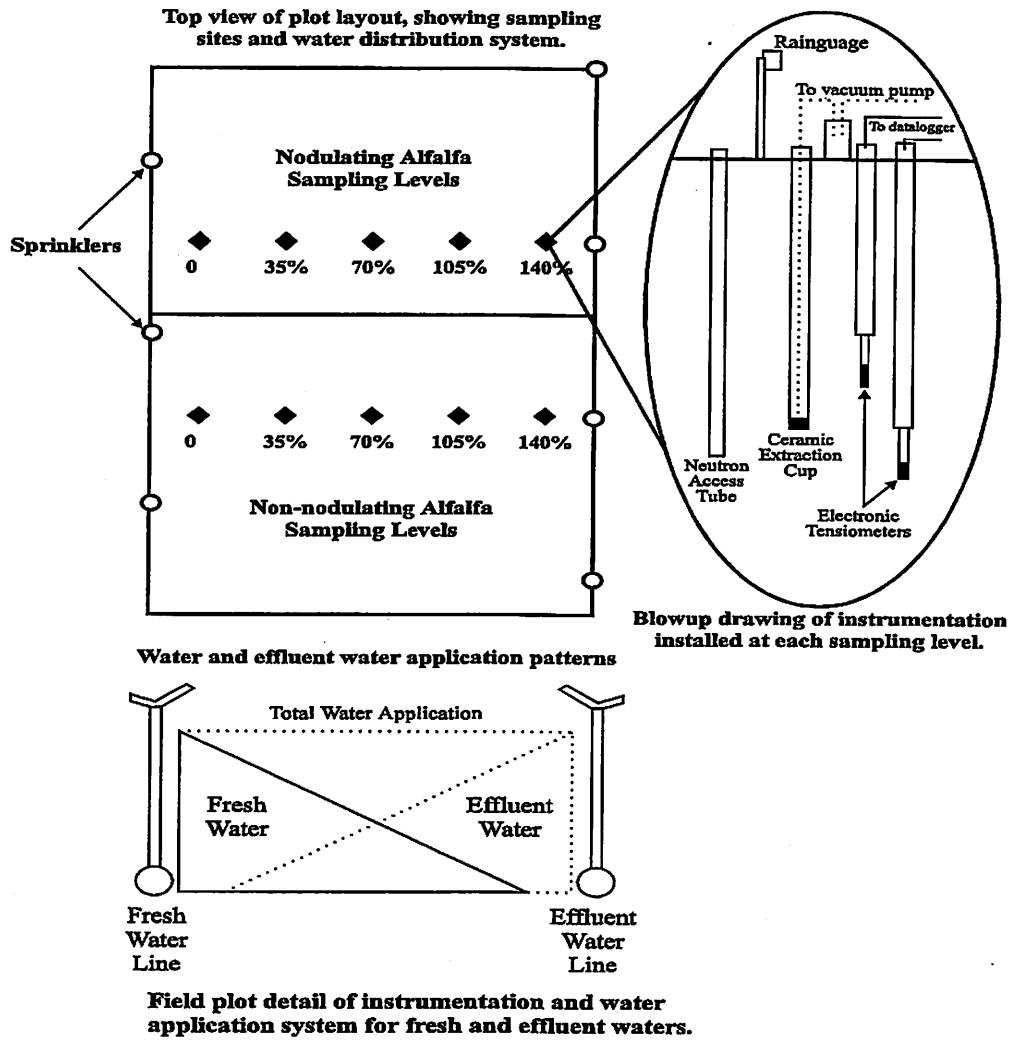 Top view of plot layout, showing sampling
sites and water distribution system.
Nodulating Alfalfa
Sampling Levels
Sprinklers
0 35% 70% 105% 140%
0 35% 70% 105% 140%
Non-nodulating Alfalfa
Sampling Levels
Rainguage
To vacuum pump
To datalogger
Neutron
Access
Tube
Ceramic
Extraction
Cup
Electronic
Tensiometers
Blowup drawing of instrumentation
installed at each sampling level.
Water and effluent water application patterns
Total Water Application
Fresh
Water
Effluent
Water
Fresh
Water
Line
Effluent
Water
Line
Field plot detail of instrumentation and water
application system for fresh and effluent waters.